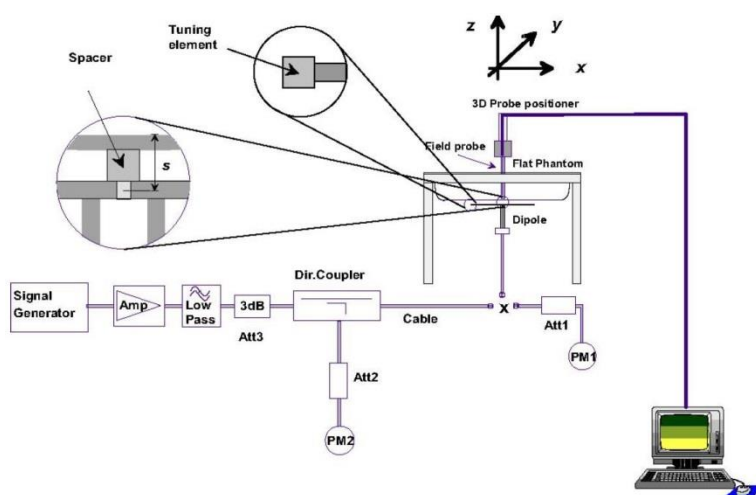 Tuning
element
z
y
x
Spacer
3D Probe positioner
Field probe
Flat Phantom
s
Dipole
Dir.Coupler
Signal
Generator
Amp
Low
Pass
3dB
Att3
Cable
x
Att1
PM1
Att2
PM2